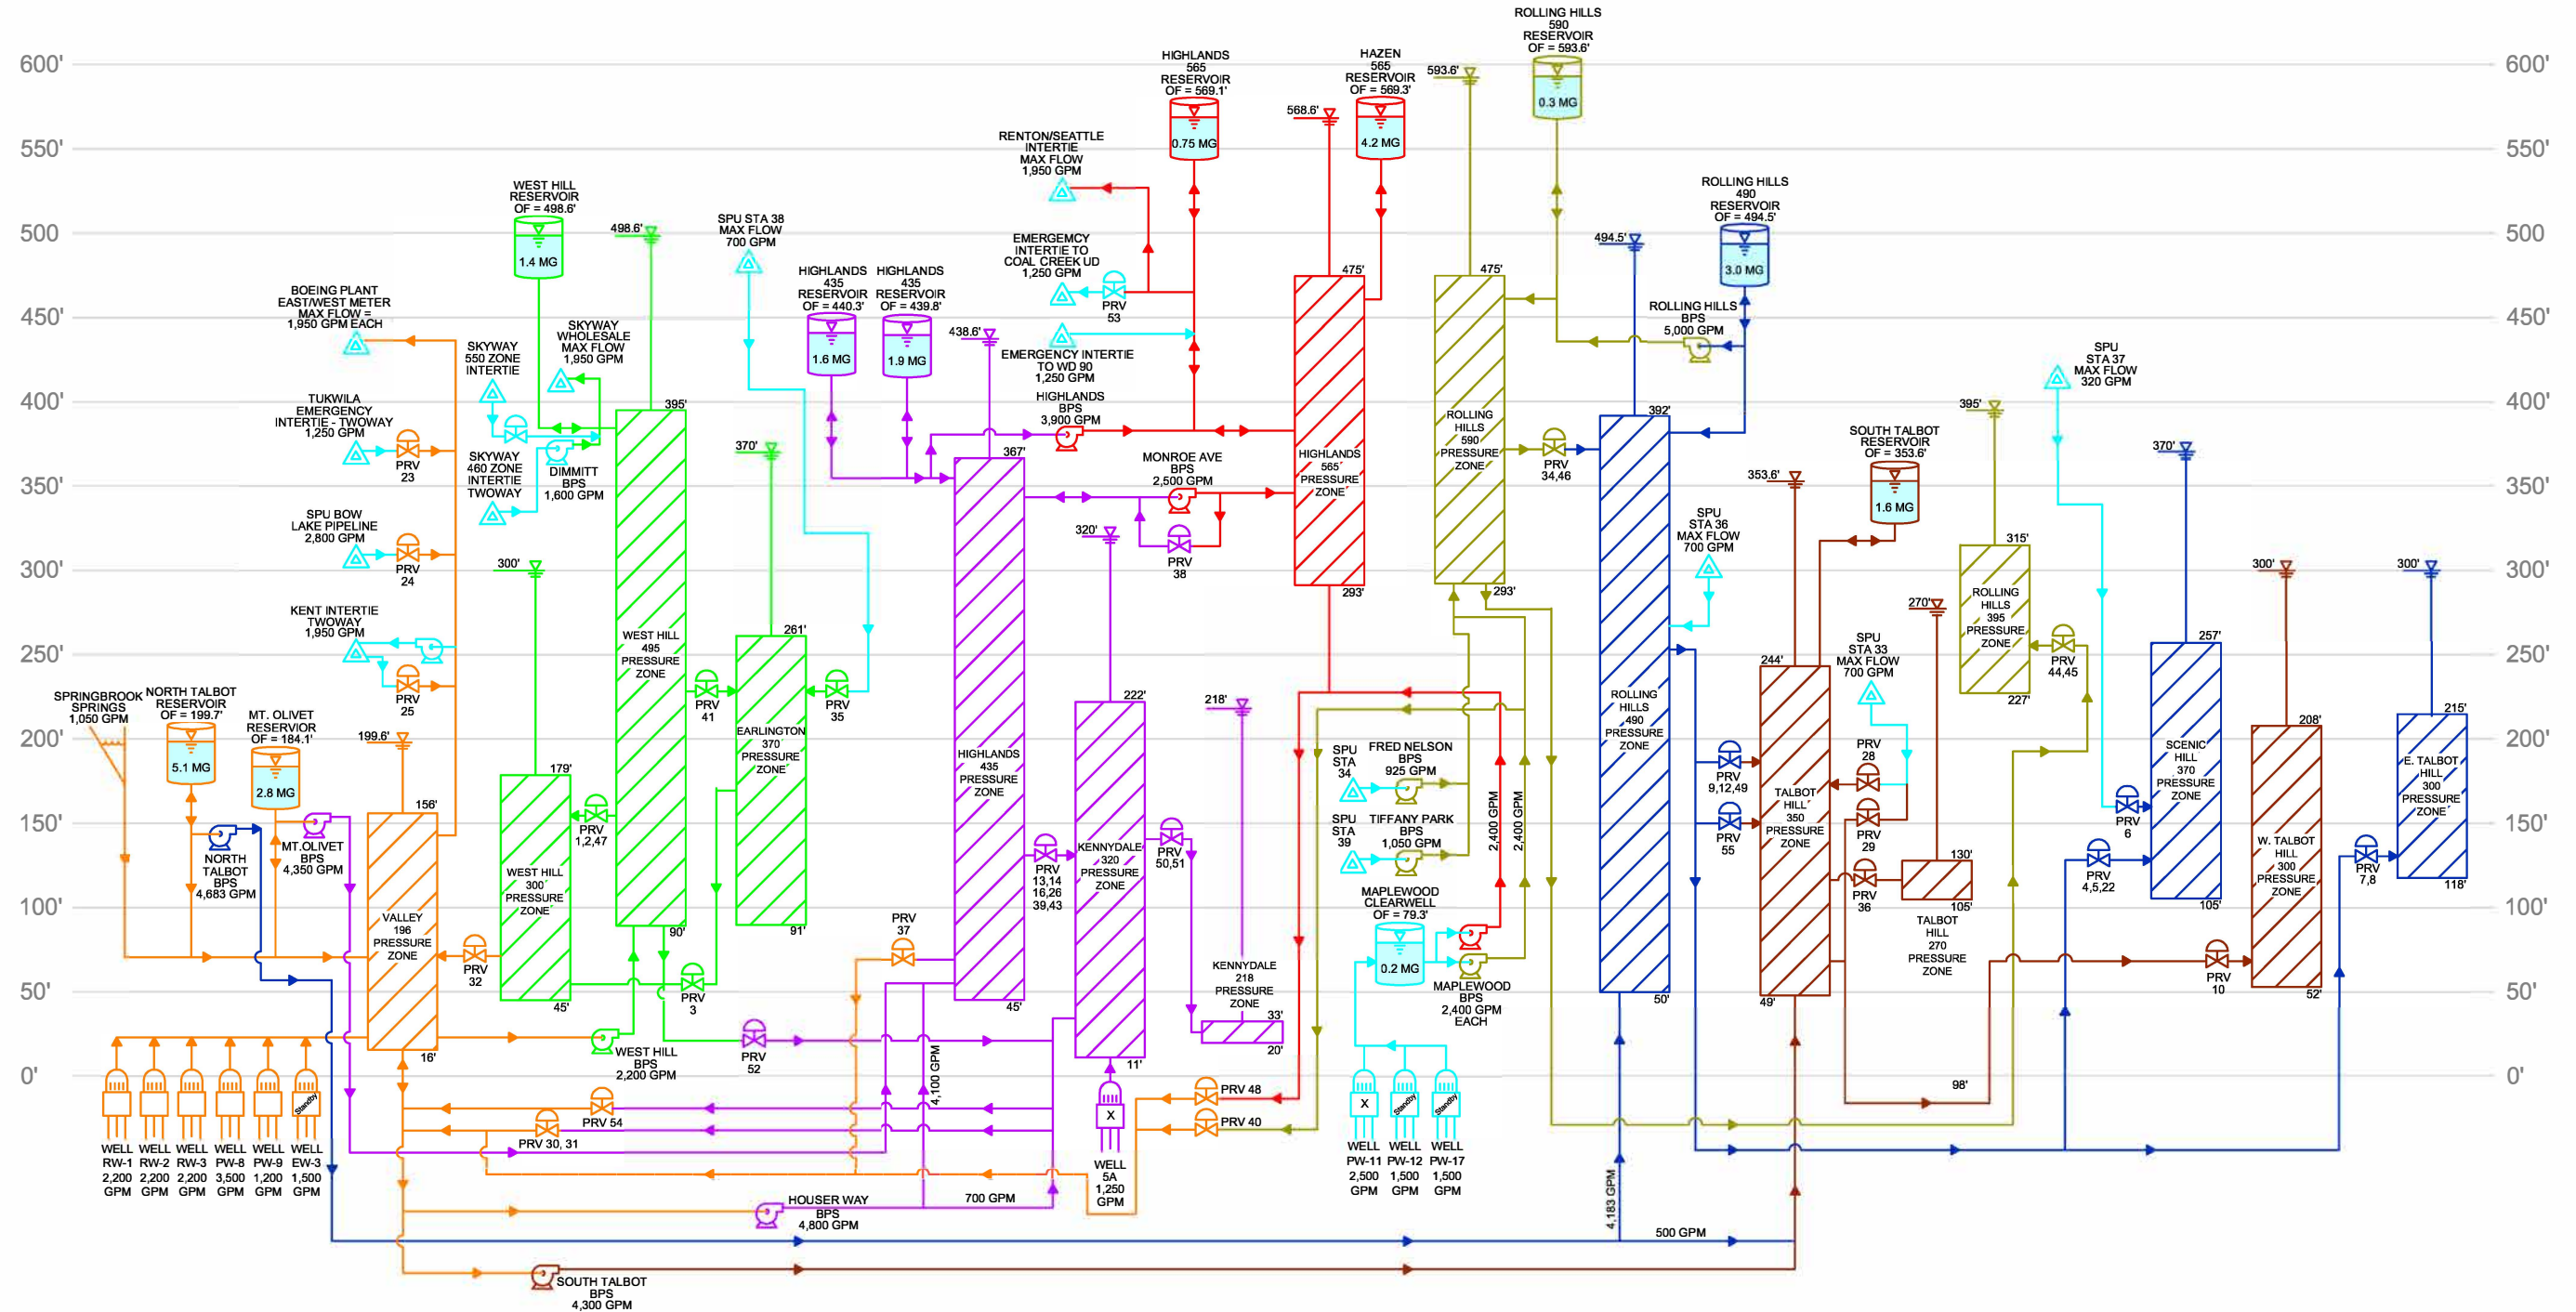 600'
550'
500
450'
400'
350'
300'
250'
200'
150'
100'
50'
0'
600'
550'
500
450'
400'
350'
300'
250'
200'
150'
100'
50'
0'
SPRINGBROOK
SPRINGS
1,050 GPM
NORTH TALBOT
RESERVOIR
OF = 199.7'
5.1 MG
MT. OLIVET
RESERVIOR
OF = 184.1'
2.8 MG
NORTH
TALBOT
BPS
4,683 GPM
MT.OLIVET
BPS
4,350 GPM
BOEING PLANT
EAST/WEST METER
MAX FLOW =
1,950 GPM EACH
TUKWILA
EMERGENCY
INTERTIE - TWOWAY
1,250 GPM
PRV
23
SPU BOW
LAKE PIPELINE
2,800 GPM
PRV
24
KENT INTERTIE
TWOWAY
1,950 GPM
PRV
25
199.6'
156'
VALLEY
196
PRESSURE
ZONE
16'
PRV
32
WELL
RW-1
2,200
GPM
WELL
RW-2
2,200
GPM
WELL
RW-3
2,200
GPM
WELL
PW-8
3,500
GPM
WELL
PW-9
1,200
GPM
Standby
WELL
EW-3
1,500
GPM
WEST HILL
RESERVOIR
OF = 498.6'
1.4 MG
498.6'
SKYWAY
550 ZONE
INTERTIE
SKYWAY
WHOLESALE
MAX FLOW
1,950 GPM
SKYWAY
460 ZONE
INTERTIE
TWOWAY
DIMMITT
BPS
1,600 GPM
300'
179'
WEST HILL
300
PRESSURE
ZONE
45'
PRV
1,2,47
395'
WEST HILL
495
PRESSURE
ZONE
90'
PRV
41
PRV
3
WEST HILL
BPS
2,200 GPM
PRV
52
370'
261'
EARLINGTON
370
PRESSURE
ZONE
91'
PRV
35
SPU STA 38
MAX FLOW
700 GPM
HIGHLANDS
435
RESERVOIR
OF = 440.3'
1.6 MG
HIGHLANDS
435
RESERVOIR
OF = 439.8'
1.9 MG
438.6'
367'
HIGHLANDS
435
PRESSURE
ZONE
45'
PRV
37
4,100 GPM
PRV 54
PRV 30, 31
HOUSER WAY
BPS
4,800 GPM
700 GPM
SOUTH TALBOT
BPS
4,300 GPM
RENTON/SEATTLE
INTERTIE
MAX FLOW
1,950 GPM
EMERGEMCY
INTERTIE TO
COAL CREEK UD
1,250 GPM
PRV
53
EMERGENCY INTERTIE
TO WD 90
1,250 GPM
HIGHLANDS
BPS
3,900 GPM
MONROE AVE
BPS
2,500 GPM
PRV
38
HIGHLANDS
565
RESERVOIR
OF = 569.1'
0.75 MG
568.6'
HAZEN
565
RESERVOIR
OF = 569.3'
4.2 MG
475'
HIGHLANDS
565'
PRESSURE
ZONE
293'
320'
222'
KENNYDALE
320
PRESSURE
ZONE
11'
PRV
13,14
16,26
39,43
WELL
5A
1,250
GPM
X
PRV
50,51
218'
KENNYDALE
218
PRESSURE
ZONE
33'
20'
PRV 48
PRV 40
ROLLING HILLS
590
RESERVOIR
OF = 593.6'
0.3 MG
593.6'
475'
ROLLING
HILLS
590
PRESSURE
ZONE
293'
PRV
34,46
SPU
STA
34
FRED NELSON
BPS
925 GPM
SPU
STA
39
TIFFANY PARK
BPS
1,050 GPM
MAPLEWOOD
CLEARWELL
OF = 79.3'
0.2 MG
MAPLEWOOD
BPS
2,400 GPM
EACH
2,400 GPM
2,400 GPM
X
Standby
Standby
WELL
PW-11
2,500
GPM
WELL
PW-12
1,500
GPM
WELL
PW-17
1,500
GPM
ROLLING HILLS
490
RESERVOIR
OF = 494.5'
3.0 MG
494.5'
ROLLING HILLS
BPS
5,000 GPM
392'
ROLLING
HILLS
490
PRESSURE
ZONE
50'
SPU
STA 36
MAX FLOW
700 GPM
PRV
9,12,49
PRV
55
4,183 GPM
500 GPM
353.6'
SOUTH TALBOT
RESERVOIR
OF = 353.6'
1.6 MG
244'
TALBOT
HILL
350
PRESSURE
ZONE
49'
SPU
STA 33
MAX FLOW
700 GPM
PRV
28
PRV
29
PRV
36
270'
130'
105'
TALBOT
HILL
270
PRESSURE
ZONE
98'
395'
315'
ROLLING
HILLS
395
PRESSURE
ZONE
227'
PRV
44,45
SPU
STA 37
MAX FLOW
320 GPM
370'
257'
SCENIC
HILL
370
PRESSURE
ZONE
105'
PRV
6
PRV
4,5,22
300'
208'
W. TALBOT
HILL
300
PRESSURE
ZONE
52'
PRV
10
300'
215'
E. TALBOT
HILL
300
PRESSURE
ZONE
118'
PRV
7,8